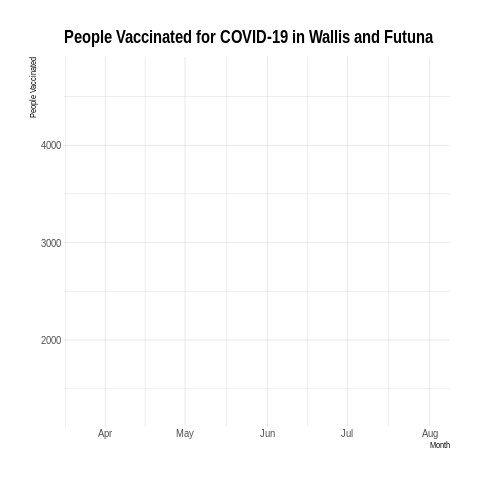 People Vaccinated for COVID-19 in Wallis and Futuna
People Vaccinated
4000
3000
2000
Apr May Jun Jul Aug
Month